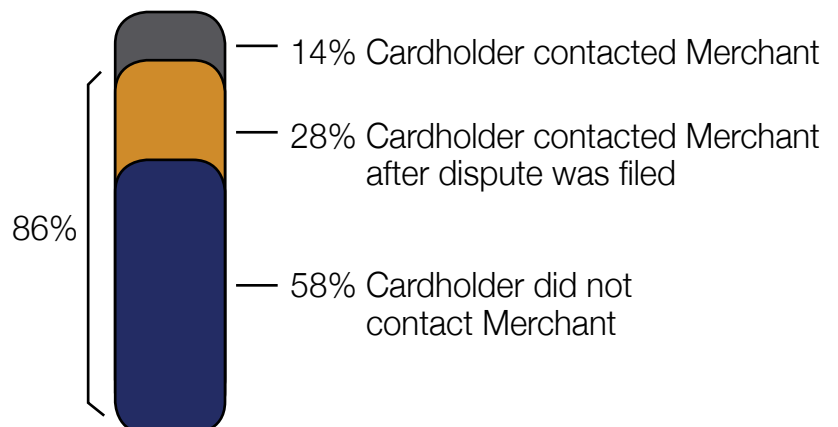 14% Cardholder contacted Merchant
28% Cardholder contacted Merchant
after dispute was filed
86%
58% Cardholder did not
contact Merchant